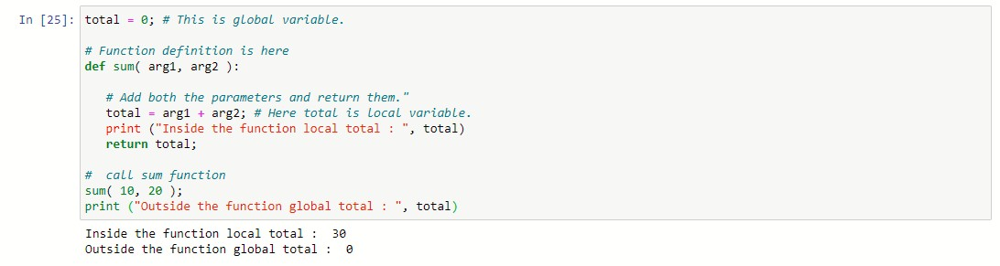 In [25]: total = 0; # This is global variable.
# Function definition is here
def sum( arg1, arg2 ):
# Add both the parameters and return them."
total = arg1 + arg2; # Here total is local variable.
print ("Inside the function local total : ", total)
return total;
#  call sum function
sum( 10, 20 );
print ("Outside the function global total : ", total)
Inside the function local total :  30
Outside the function global total :  0